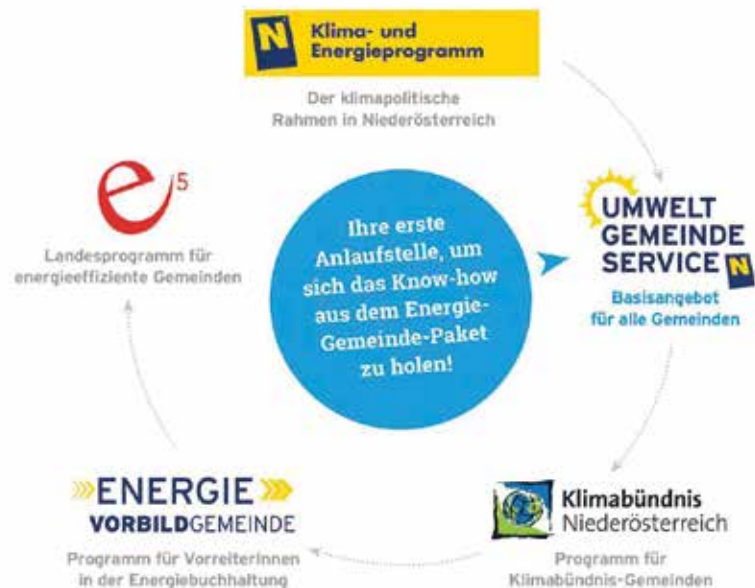 N Klima- und
Energieprogramm
Der klimapolitische
Rahmen in Niederösterreich
e5
Landesprogramm für
energieeffiziente Gemeinden
Ihre erste
Anlaufstelle, um
sich das Know-how
aus dem Energie-
Gemeinde-Paket
zu holen!
UMWELT
GEMEINDE
SERVICE N
Basisangebot
für alle Gemeinden
ENERGIE
VORBILDGEMEINDE
Programm für VorreiterInnen
in der Energiebuchhaltung
Klimabündnis
Niederösterreich
Programm für
Klimabündnis-Gemeinden